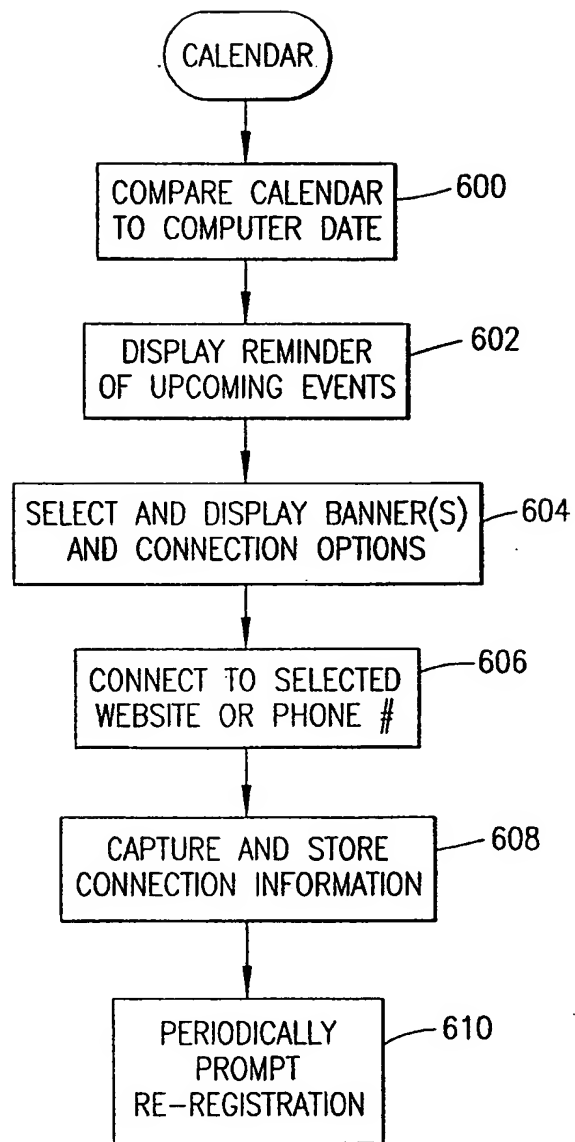 CALENDAR
COMPARE CALENDAR
TO COMPUTER DATE
600
DISPLAY REMINDER
OF UPCOMING EVENTS
602
SELECT AND DISPLAY BANNER(S)
AND CONNECTION OPTIONS
604
CONNECT TO SELECTED
WEBSITE OR PHONE #
606
CAPTURE AND STORE
CONNECTION INFORMATION
608
PERIODICALLY
PROMPT
RE-REGISTRATION
610